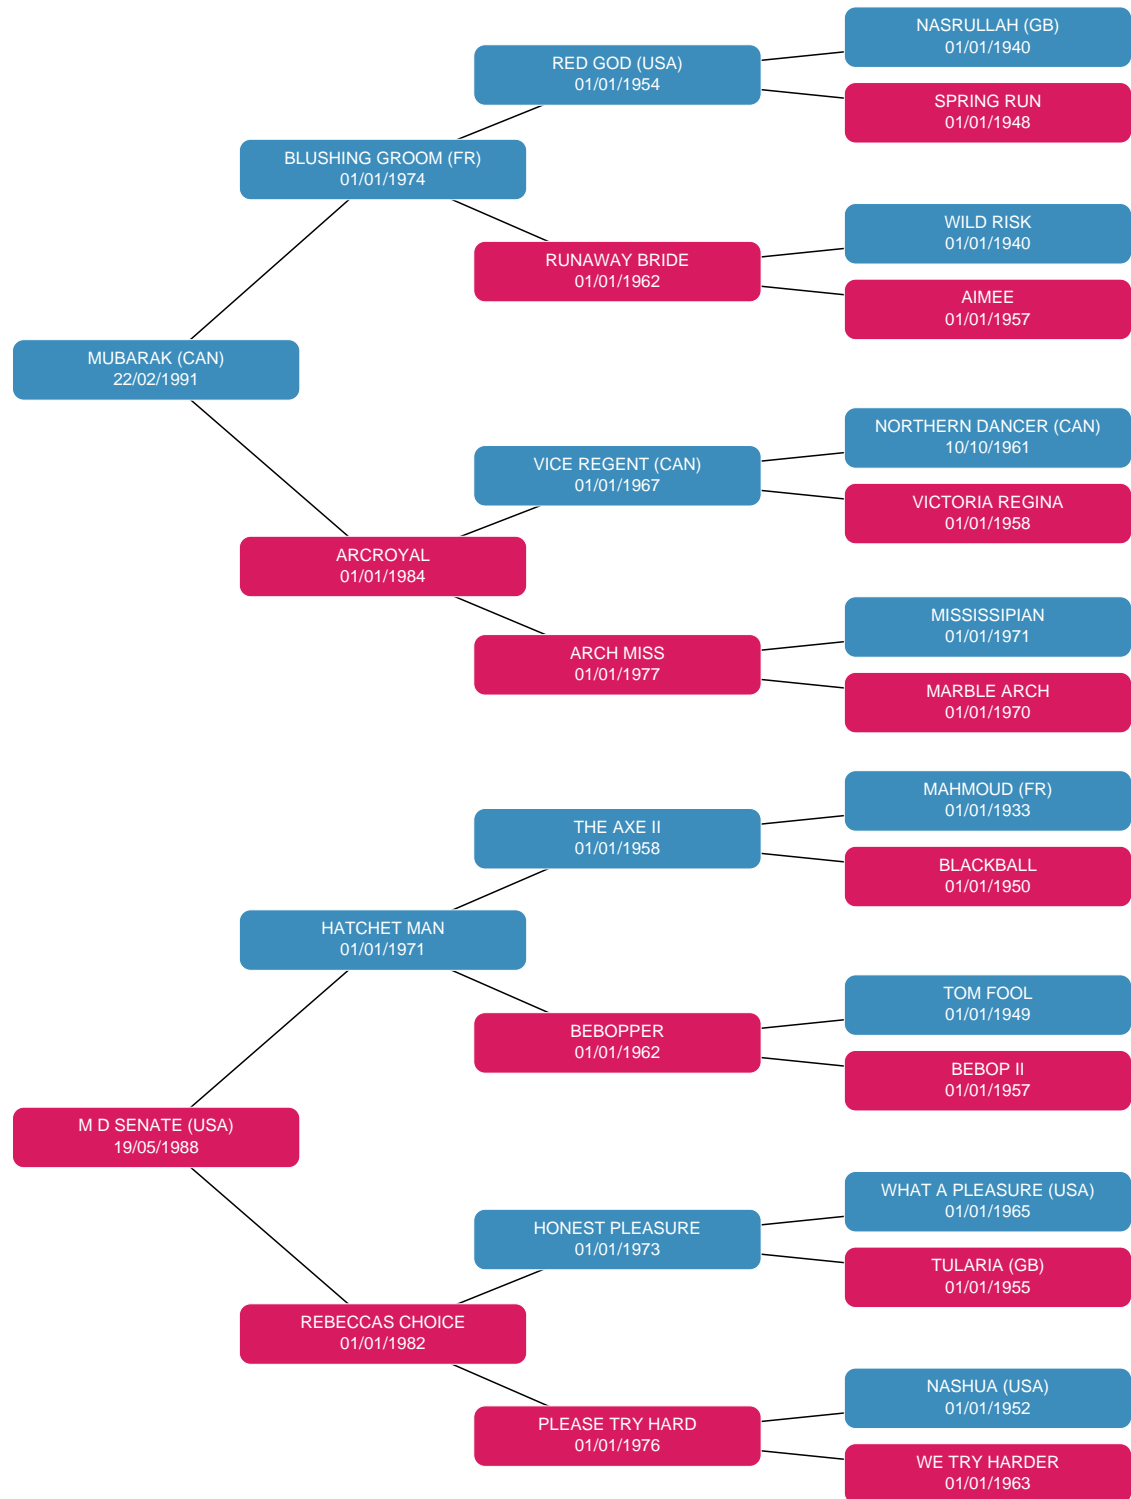 NASRULLAH (GB)
01/01/1940
RED GOD (USA)
01/01/1954
SPRING RUN
01/01/1948
BLUSHING GROOM (FR)
01/01/1974
WILD RISK
01/01/1940
RUNAWAY BRIDE
01/01/1962
AIMEE
01/01/1957
MUBARAK (CAN)
22/02/1991
NORTHERN DANCER (CAN)
10/10/1961
VICE REGENT (CAN)
01/01/1967
VICTORIA REGINA
01/01/1958
ARCROYAL
01/01/1984
MISSISSIPIAN
01/01/1971
ARCH MISS
01/01/1977
MARBLE ARCH
01/01/1970
MAHMOUD (FR)
01/01/1933
THE AXE II
01/01/1958
BLACKBALL
01/01/1950
HATCHET MAN
01/01/1971
TOM FOOL
01/01/1949
BEBOPPER
01/01/1962
BEBOP II
01/01/1957
M D SENATE (USA)
19/05/1988
WHAT A PLEASURE (USA)
01/01/1965
HONEST PLEASURE
01/01/1973
TULARIA (GB)
01/01/1955
REBECCAS CHOICE
01/01/1982
NASHUA (USA)
01/01/1952
PLEASE TRY HARD
01/01/1976
WE TRY HARDER
01/01/1963